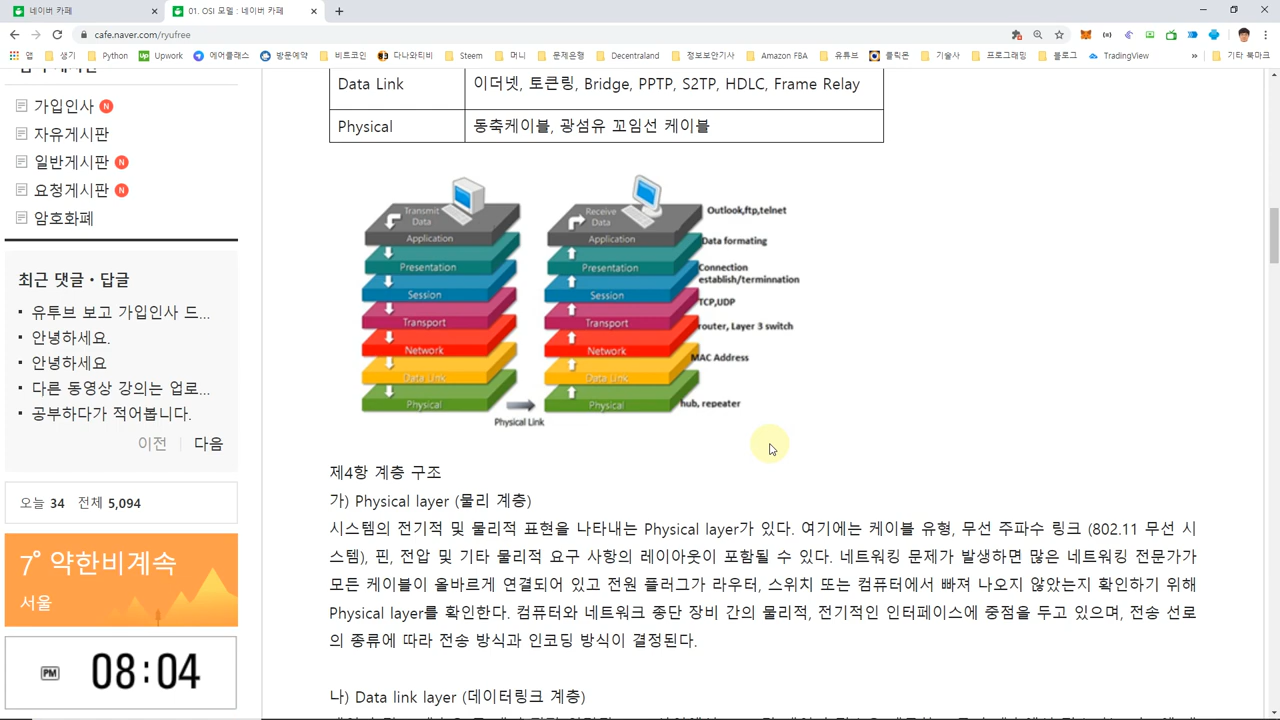 네이버 카페
01. OSI 모델 : 네이버 카페
cafe.naver.com/ryufree
앱 생기 Python Upwork 에어클래스 방문예약 비트코인 다나와티비 Steem 머니 문제은행 Decentraland 정보보안기사 Amazon FBA 유튜브 클릭몬 기술사 프로그래밍 블로그 TradingView » 기타 북마크
가입인사 N
자유게시판
일반게시판 N
요청게시판 N
암호화폐
최근 댓글・답글
유투브 보고 가입인사 드...
안녕하세요.
안녕하세요
다른 동영상 강의는 업로...
공부하다가 적어봅니다.
이전 다음
오늘 34 전체 5,094
7° 약한비계속
서울
PM 08:04
Data Link 이더넷, 토큰링, Bridge, PPTP, S2TP, HDLC, Frame Relay
Physical 동축케이블, 광섬유 꼬임선 케이블
Transmit Data
Application
Presentation
Session
Transport
Network
Data Link
Physical
Physical Link
Receive Data
Application
Presentation
Session
Transport
Network
Data Link
Physical
Outlook,ftp,telnet
Data formating
Connection
establish/terminnation
TCP,UDP
router, Layer 3 switch
MAC Address
hub, repeater
제4항 계층 구조
가) Physical layer (물리 계층)
시스템의 전기적 및 물리적 표현을 나타내는 Physical layer가 있다. 여기에는 케이블 유형, 무선 주파수 링크 (802.11 무선 시
스템), 핀, 전압 및 기타 물리적 요구 사항의 레이아웃이 포함될 수 있다. 네트워킹 문제가 발생하면 많은 네트워킹 전문가가
모든 케이블이 올바르게 연결되어 있고 전원 플러그가 라우터, 스위치 또는 컴퓨터에서 빠져 나오지 않았는지 확인하기 위해
Physical layer를 확인한다. 컴퓨터와 네트워크 종단 장비 간의 물리적, 전기적인 인터페이스에 중점을 두고 있으며, 전송 선로
의 종류에 따라 전송 방식과 인코딩 방식이 결정된다.
나) Data link layer (데이터링크 계층)